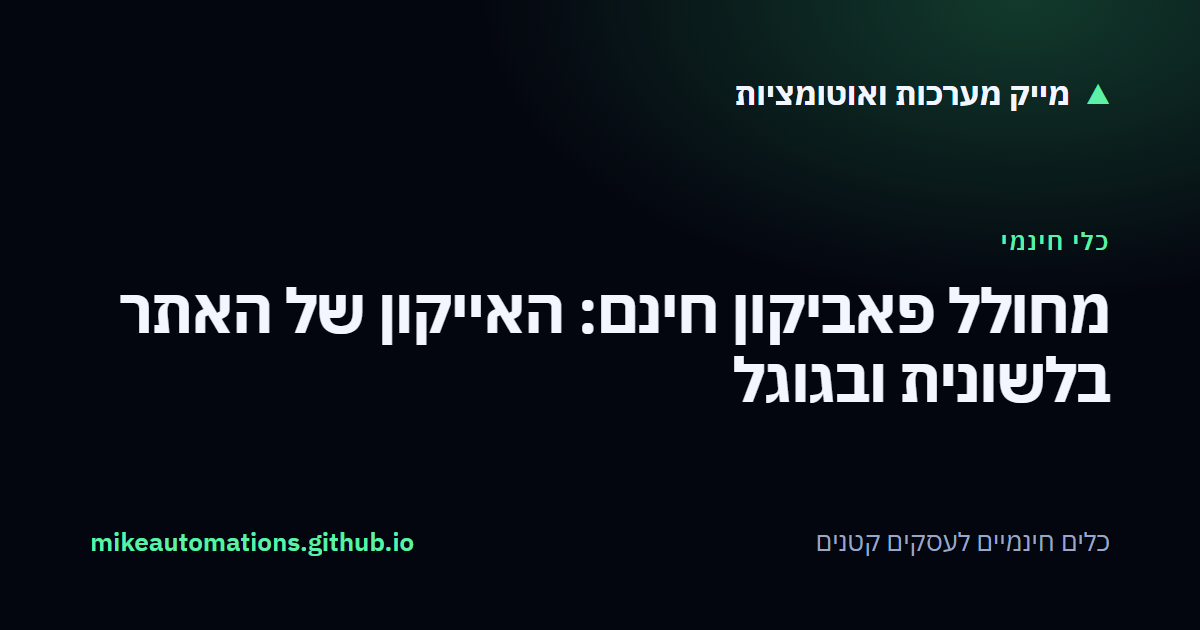 מייק מערכות ואוטומציות
כלי חינמי
מחולל פאביקון חינם: האייקון של האתר
בלשונית ובגוגל
כלים חינמיים לעסקים קטנים
mikeautomations.github.io